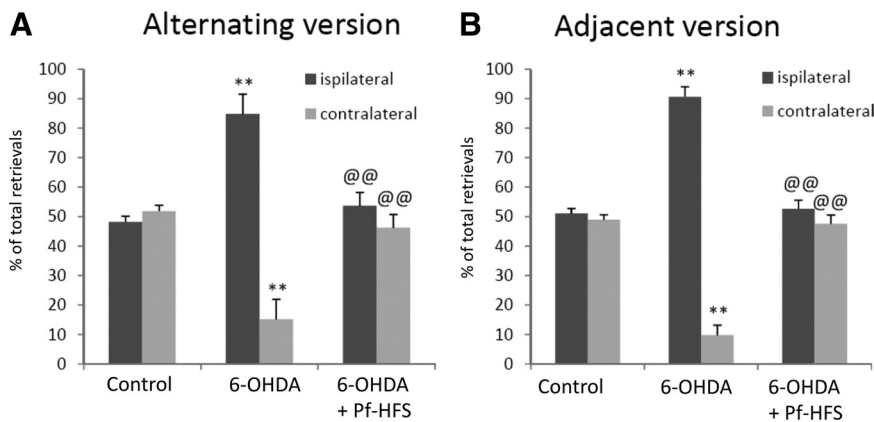 A
Alternating version
% of total retrievals
100
90
80
70
60
50
40
30
20
10
0
ispilateral
contralateral
**
**
@@
@@
Control
6-OHDA
6-OHDA
+ Pf-HFS
B
Adjacent version
% of total retrievals
100
90
80
70
60
50
40
30
20
10
0
ispilateral
contralateral
**
**
@@
@@
Control
6-OHDA
6-OHDA
+ Pf-HFS